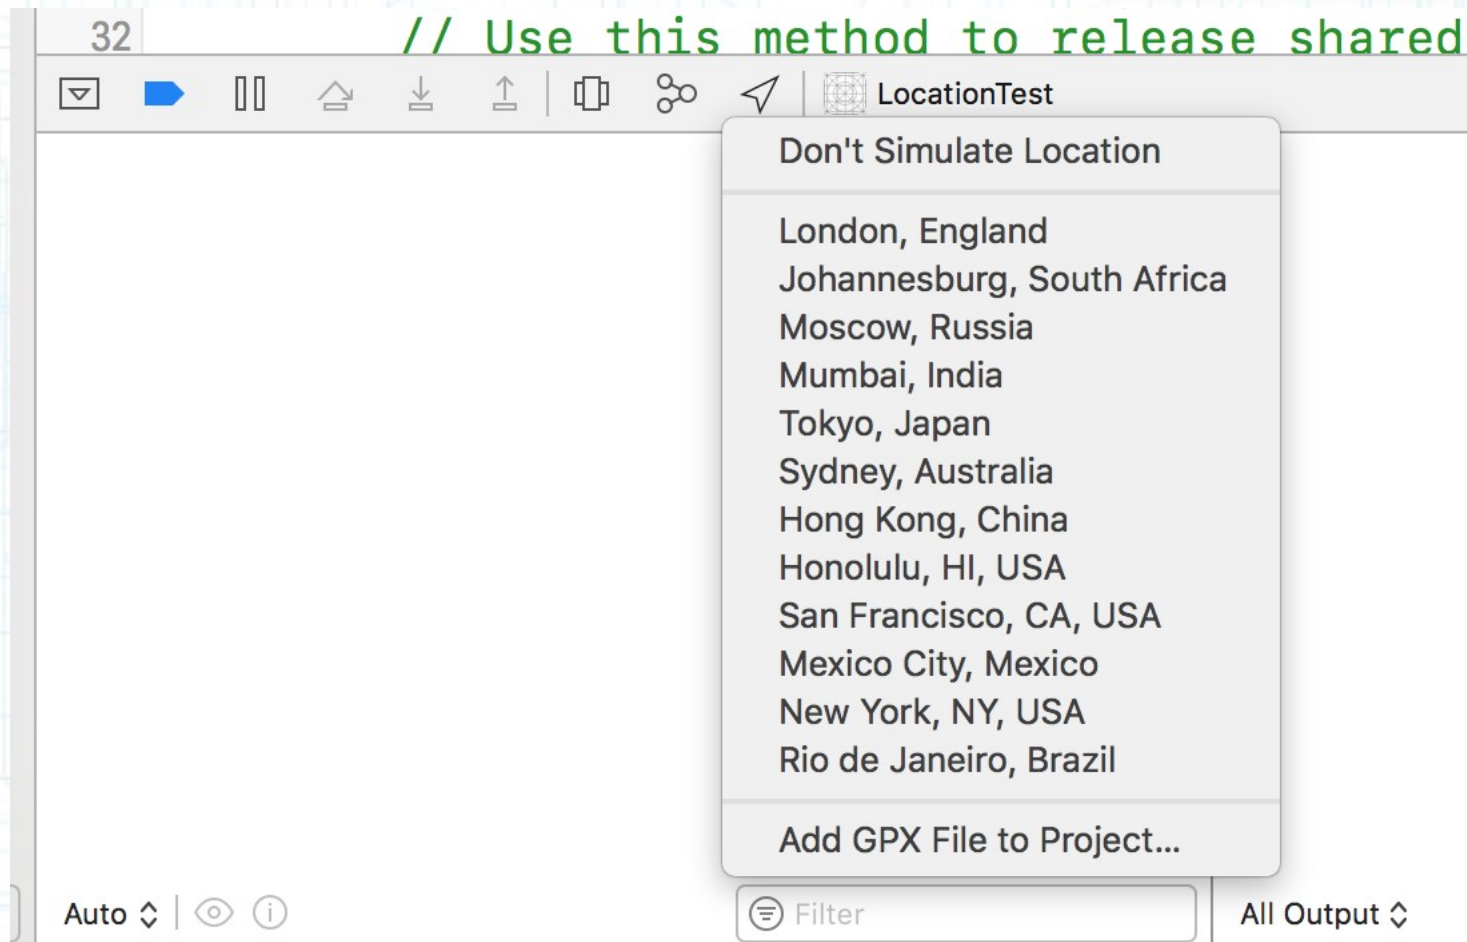 32 // Use this method to release shared
LocationTest
Don't Simulate Location
London, England
Johannesburg, South Africa
Moscow, Russia
Mumbai, India
Tokyo, Japan
Sydney, Australia
Hong Kong, China
Honolulu, HI, USA
San Francisco, CA, USA
Mexico City, Mexico
New York, NY, USA
Rio de Janeiro, Brazil
Add GPX File to Project...
Auto Filter All Output